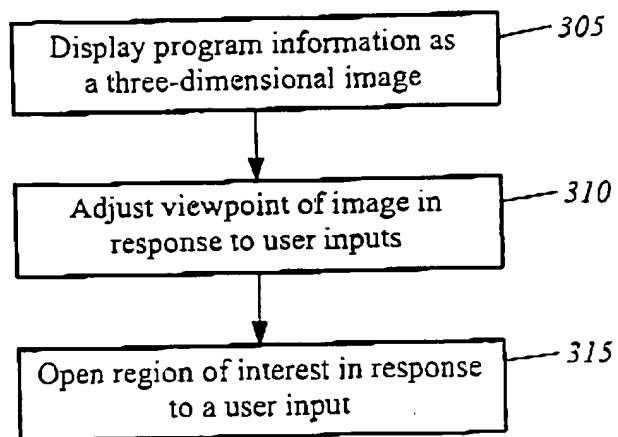 Display program information as
a three-dimensional image
305
Adjust viewpoint of image in
response to user inputs
310
Open region of interest in response
to a user input
315